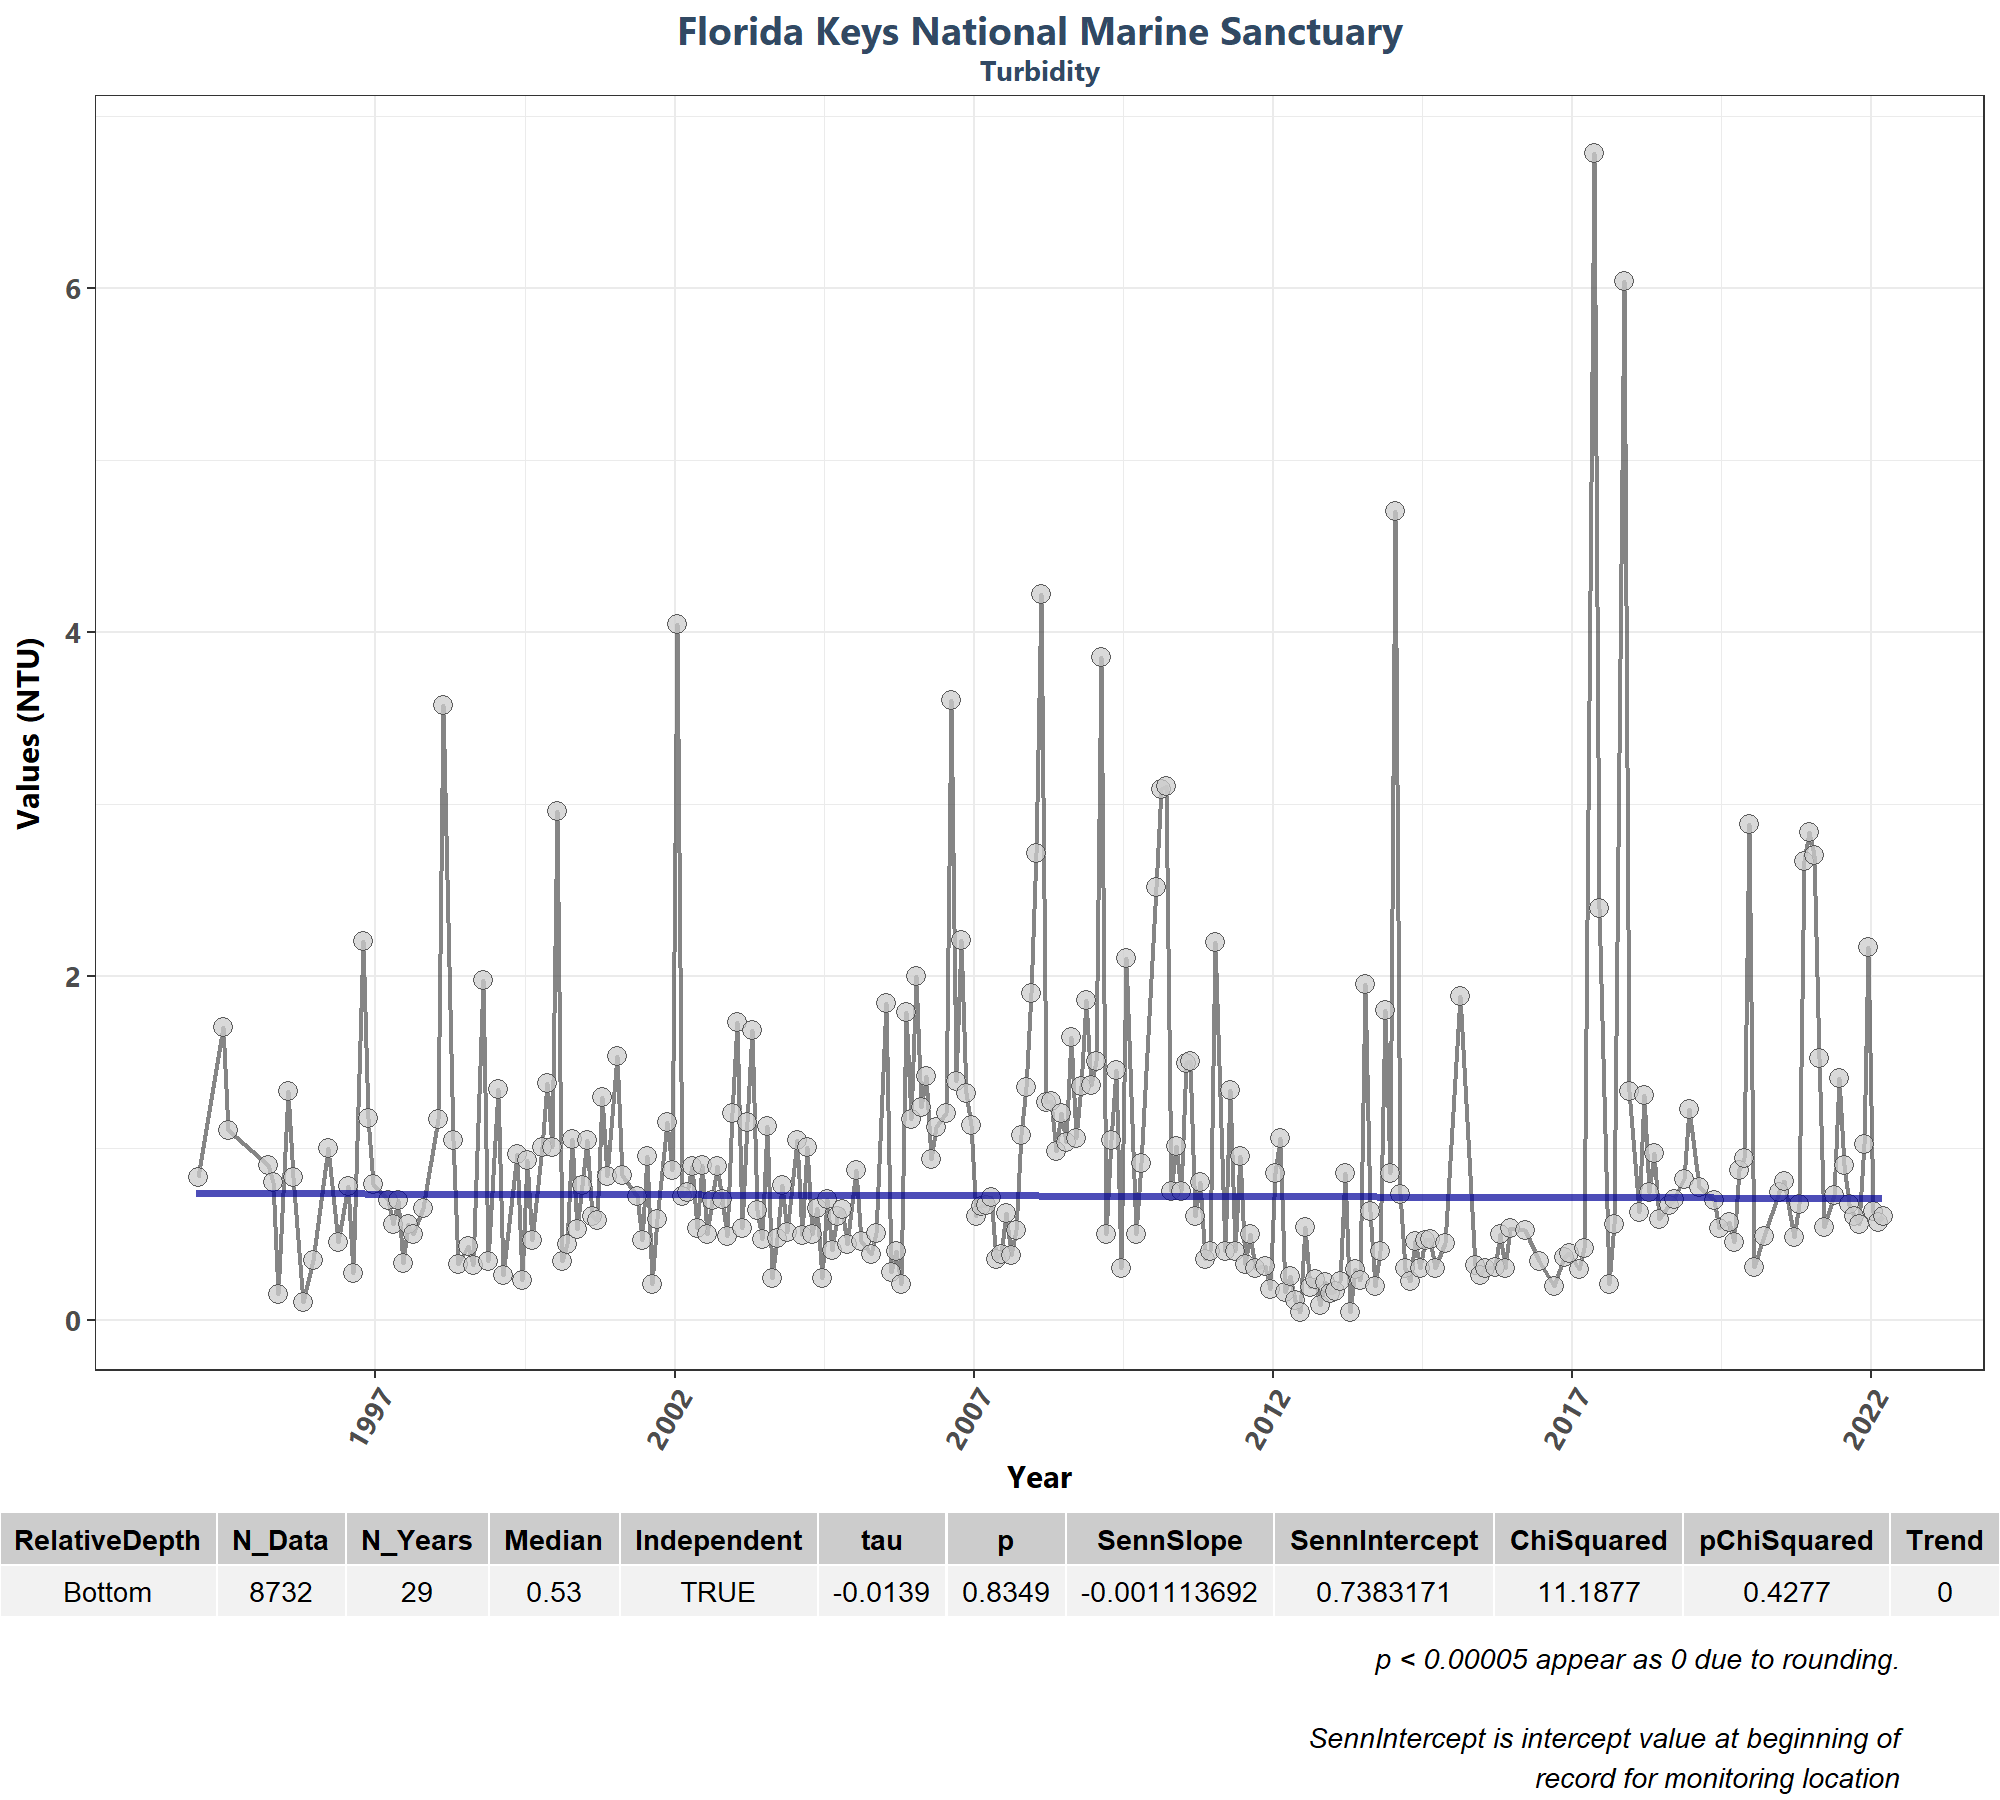 Florida Keys National Marine Sanctuary
Turbidity
Values (NTU)
6
4
2
0
1997 2002 2007 2012 2017 2022
Year
RelativeDepth N_Data N_Years Median Independent tau p SennSlope SennIntercept ChiSquared pChiSquared Trend
Bottom 8732 29 0.53 TRUE -0.0139 0.8349 -0.001113692 0.7383171 11.1877 0.4277 0
p < 0.00005 appear as 0 due to rounding.
SennIntercept is intercept value at beginning of
record for monitoring location